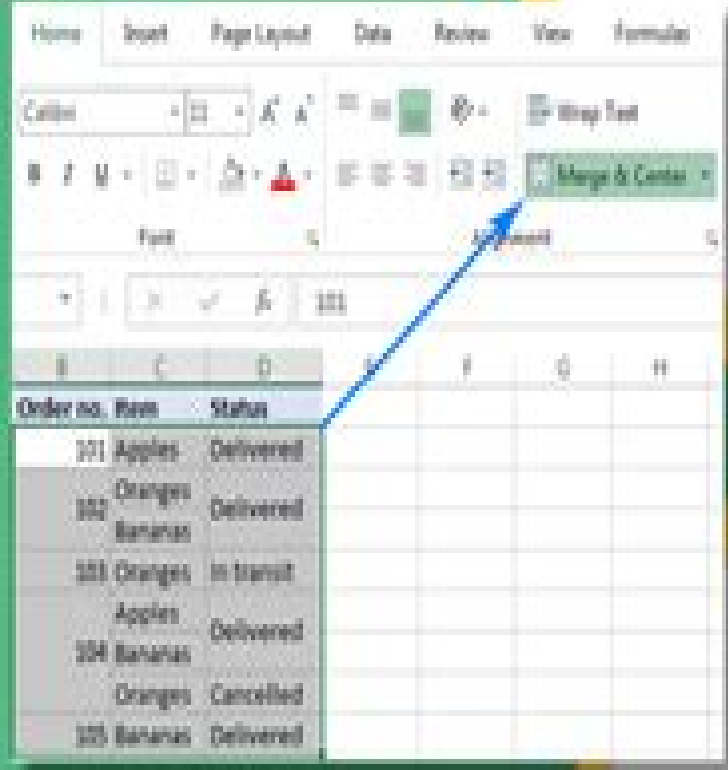 Home Insert Page Layout Data Review View Formulas
Calibri 11 A A Wrap Text
B I U A Merge & Center
Font Alignment
fx 101
B C D E F G H
Order no. Item Status
101 Apples Delivered
102 Oranges Delivered
Bananas
103 Oranges In transit
Apples
104 Delivered
Bananas
Oranges Cancelled
105 Bananas Delivered